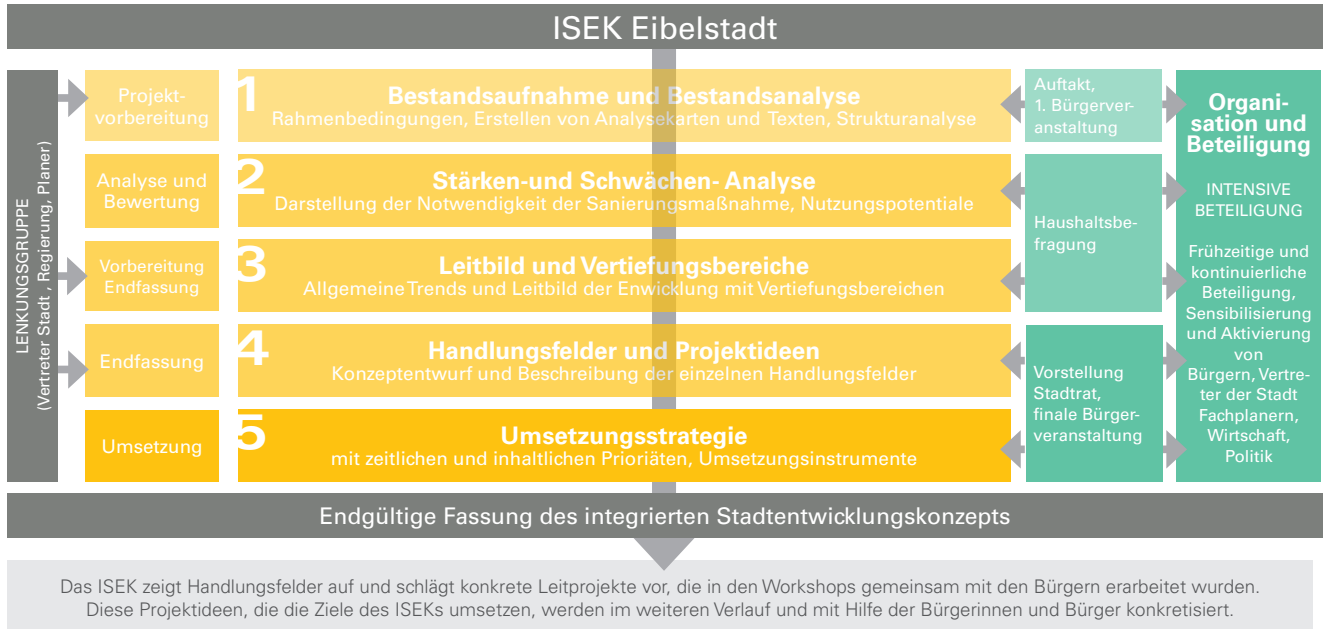 ISEK Eibelstadt
LENKUNGSGRUPPE
(Vertreter Stadt , Regierung, Planer)
Projekt-
vorbereitung
1
Bestandsaufnahme und Bestandsanalyse
Rahmenbedingungen, Erstellen von Analysekarten und Texten, Strukturanalyse
Analyse und
Bewertung
2
Stärken-und Schwächen- Analyse
Darstellung der Notwendigkeit der Sanierungsmaßnahme, Nutzungspotentiale
Vorbereitung
Endfassung
3
Leitbild und Vertiefungsbereiche
Allgemeine Trends und Leitbild der Enwicklung mit Vertiefungsbereichen
Endfassung
4
Handlungsfelder und Projektideen
Konzeptentwurf und Beschreibung der einzelnen Handlungsfelder
Umsetzung
5
Umsetzungsstrategie
mit zeitlichen und inhaltlichen Prioriäten, Umsetzungsinstrumente
Auftakt,
1. Bürgerver-
anstaltung
Haushaltsbe-
fragung
Vorstellung
Stadtrat,
finale Bürger-
veranstaltung
Organi-
sation und
Beteiligung
INTENSIVE
BETEILIGUNG
Frühzeitige und
kontinuierliche
Beteiligung,
Sensibilisierung
und Aktivierung
von
Bürgern, Vertre-
ter der Stadt
Fachplanern,
Wirtschaft,
Politik
Endgültige Fassung des integrierten Stadtentwicklungskonzepts
Das ISEK zeigt Handlungsfelder auf und schlägt konkrete Leitprojekte vor, die in den Workshops gemeinsam mit den Bürgern erarbeitet wurden.
Diese Projektideen, die die Ziele des ISEKs umsetzen, werden im weiteren Verlauf und mit Hilfe der Bürgerinnen und Bürger konkretisiert.